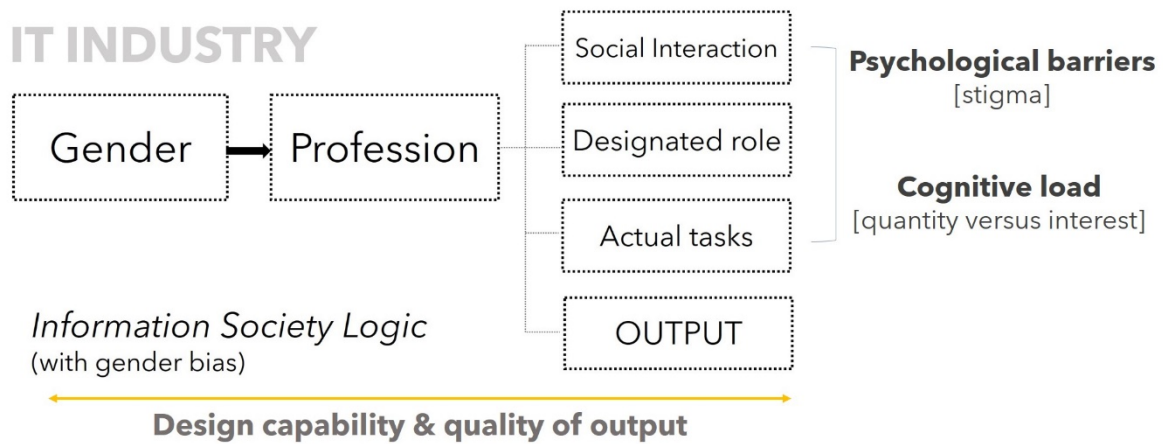 IT INDUSTRY
Gender
Profession
Social Interaction
Designated role
Actual tasks
OUTPUT
Psychological barriers
[stigma]
Cognitive load
[quantity versus interest]
Information Society Logic
(with gender bias)
Design capability & quality of output